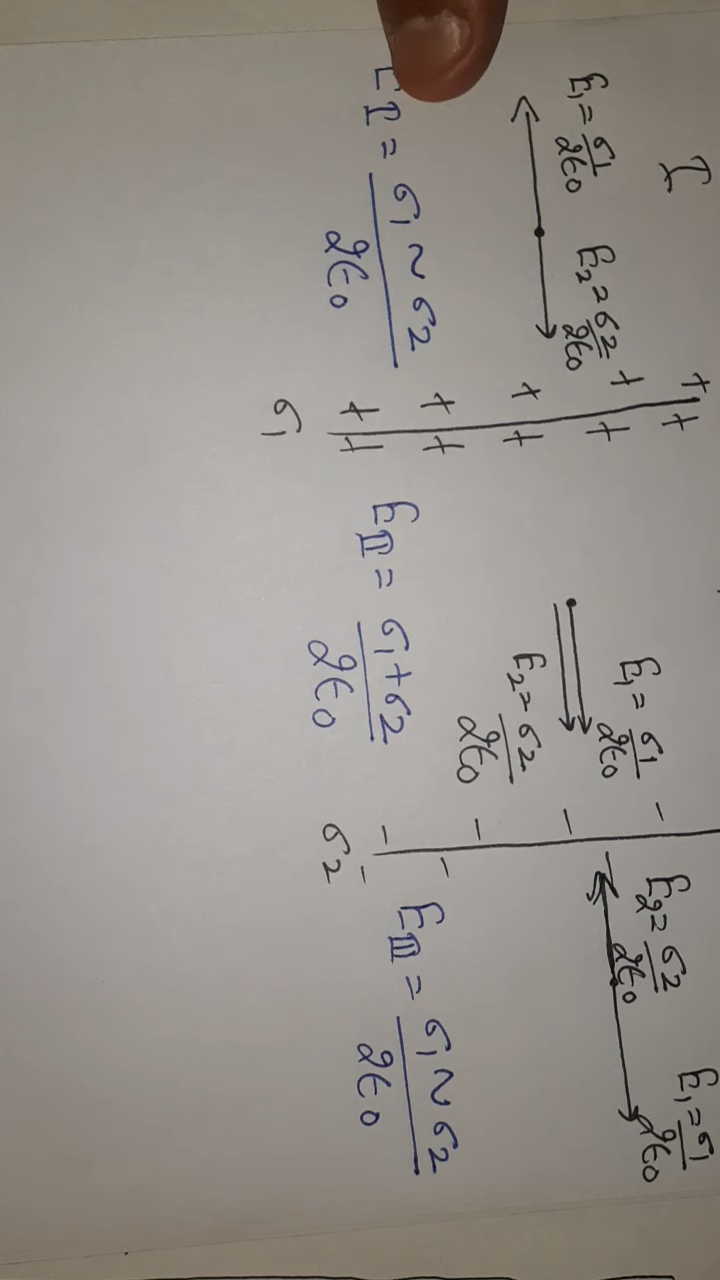 I
E₁ = σ₁/2ϵ₀
E₂ = σ₂/2ϵ₀
E_I = σ₁ ~ σ₂/2ϵ₀
+ + + + +
+ + + + +
σ₁
E₁ = σ₁/2ϵ₀
E₂ = σ₂/2ϵ₀
E_II = σ₁ + σ₂/2ϵ₀
- - - -
- - -
σ₂
E₂ = σ₂/2ϵ₀
E₁ = σ₁/2ϵ₀
E_III = σ₁ ~ σ₂/2ϵ₀